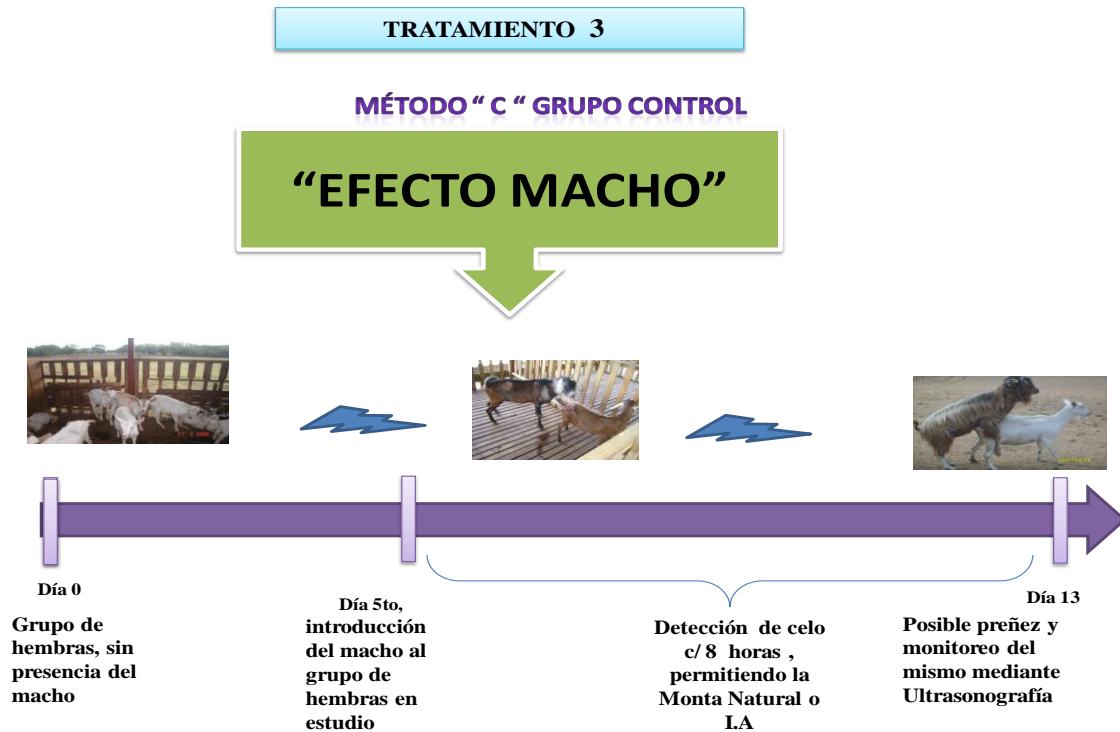 TRATAMIENTO 3
MÉTODO “ C “ GRUPO CONTROL
“EFECTO MACHO”
Día 0
Grupo de
hembras, sin
presencia del
macho
Día 5to,
introducción
del macho al
grupo de
hembras en
estudio
Detección de celo
c/ 8 horas ,
permitiendo la
Monta Natural o
I.A
Día 13
Posible preñez y
monitoreo del
mismo mediante
Ultrasonografía